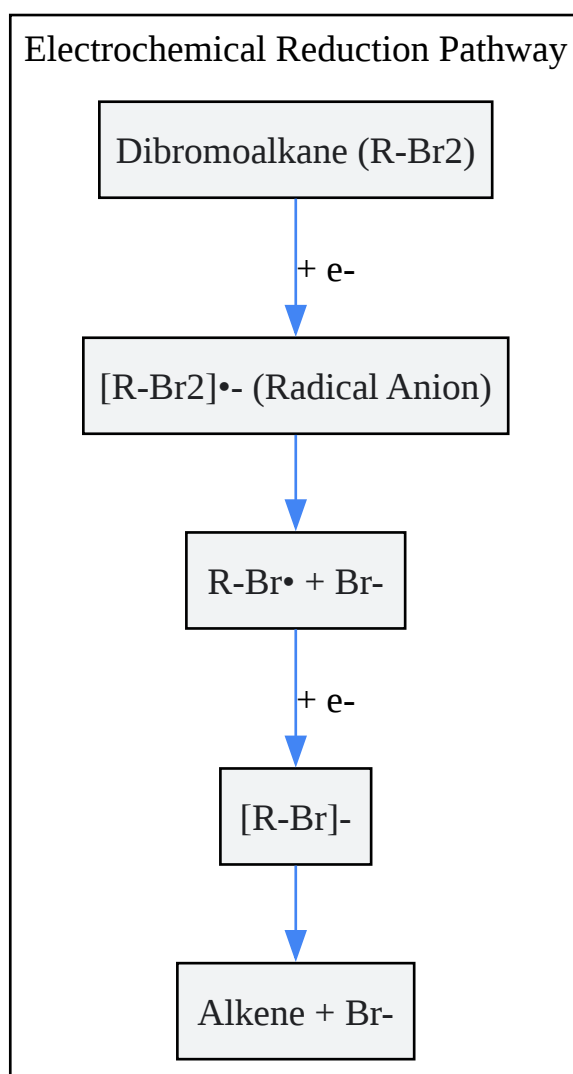 Electrochemical Reduction Pathway
Dibromoalkane (R-Br2)
+ e-
[R-Br2]•- (Radical Anion)
R-Br• + Br-
+ e-
[R-Br]-
Alkene + Br-